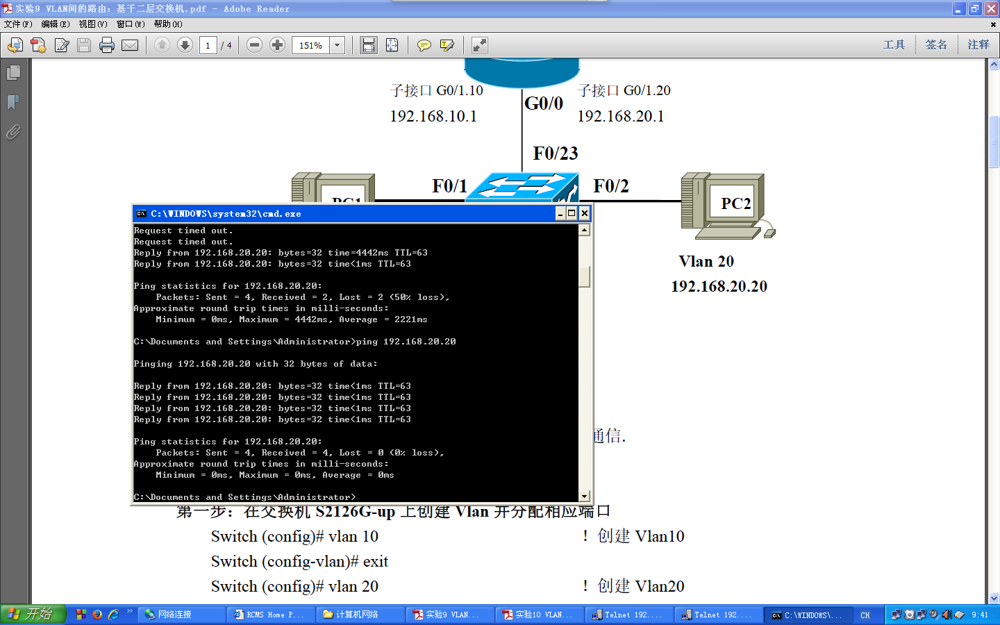 实验9 VLAN间的路由：基于二层交换机.pdf - Adobe Reader
文件(F) 编辑(E) 视图(V) 窗口(W) 帮助(H)
1 / 4 151% 工具 签名 注释
子接口 G0/1.10 子接口 G0/1.20
G0/0
192.168.10.1 192.168.20.1
F0/23
F0/1 F0/2
PC1 PC2
Vlan 20
192.168.20.20
C:\WINDOWS\system32\cmd.exe
Request timed out.
Request timed out.
Reply from 192.168.20.20: bytes=32 time=4442ms TTL=63
Reply from 192.168.20.20: bytes=32 time<1ms TTL=63
Ping statistics for 192.168.20.20:
Packets: Sent = 4, Received = 2, Lost = 2 (50% loss),
Approximate round trip times in milli-seconds:
Minimum = 0ms, Maximum = 4442ms, Average = 2221ms
C:\Documents and Settings\Administrator>ping 192.168.20.20
Pinging 192.168.20.20 with 32 bytes of data:
Reply from 192.168.20.20: bytes=32 time<1ms TTL=63
Reply from 192.168.20.20: bytes=32 time<1ms TTL=63
Reply from 192.168.20.20: bytes=32 time<1ms TTL=63
Reply from 192.168.20.20: bytes=32 time<1ms TTL=63
Ping statistics for 192.168.20.20:
Packets: Sent = 4, Received = 4, Lost = 0 (0% loss),
Approximate round trip times in milli-seconds:
Minimum = 0ms, Maximum = 0ms, Average = 0ms
C:\Documents and Settings\Administrator>
通信.
第一步：在交换机 S2126G-up 上创建 Vlan 并分配相应端口
Switch (config)# vlan 10 ！创建 Vlan10
Switch (config-vlan)# exit
Switch (config)# vlan 20 ！创建 Vlan20
开始 网络连接 RCMS Home P... 计算机网络 实验9 VLAN... 实验10 VLAN... Telnet 192.... Telnet 192.... C:\WINDOWS\... CH 9:41